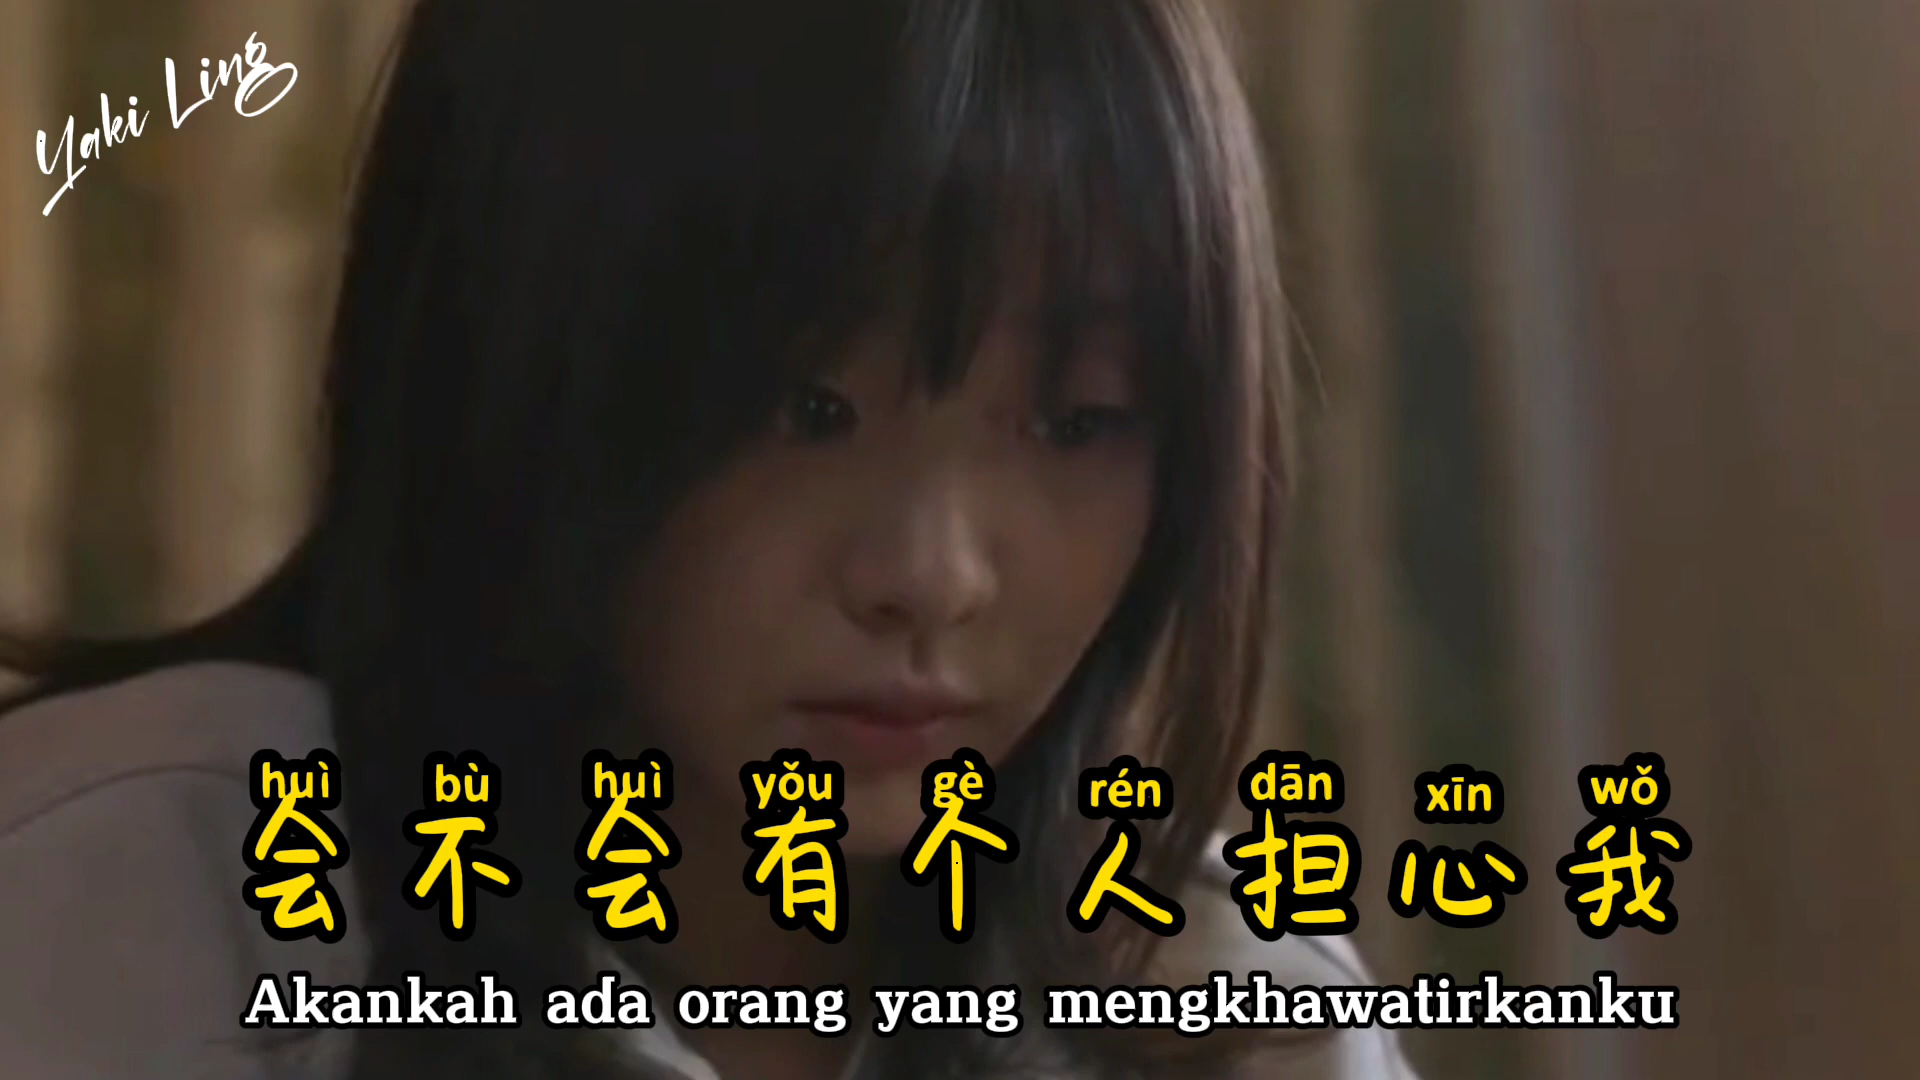 Yaki Ling
huì bù huì yǒu gè rén dān xīn wǒ
会不会有个人担心我
Akankah ada orang yang mengkhawatirkanku